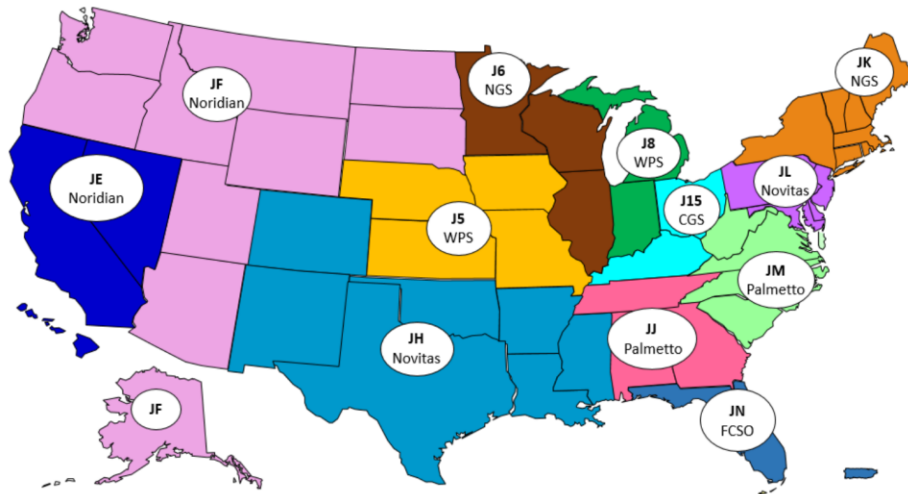 JF
Noridian
J6
NGS
JK
NGS
J8
WPS
JE
Noridian
JL
Novitas
J15
CGS
J5
WPS
JM
Palmetto
JH
Novitas
JJ
Palmetto
JF
JN
FCSO